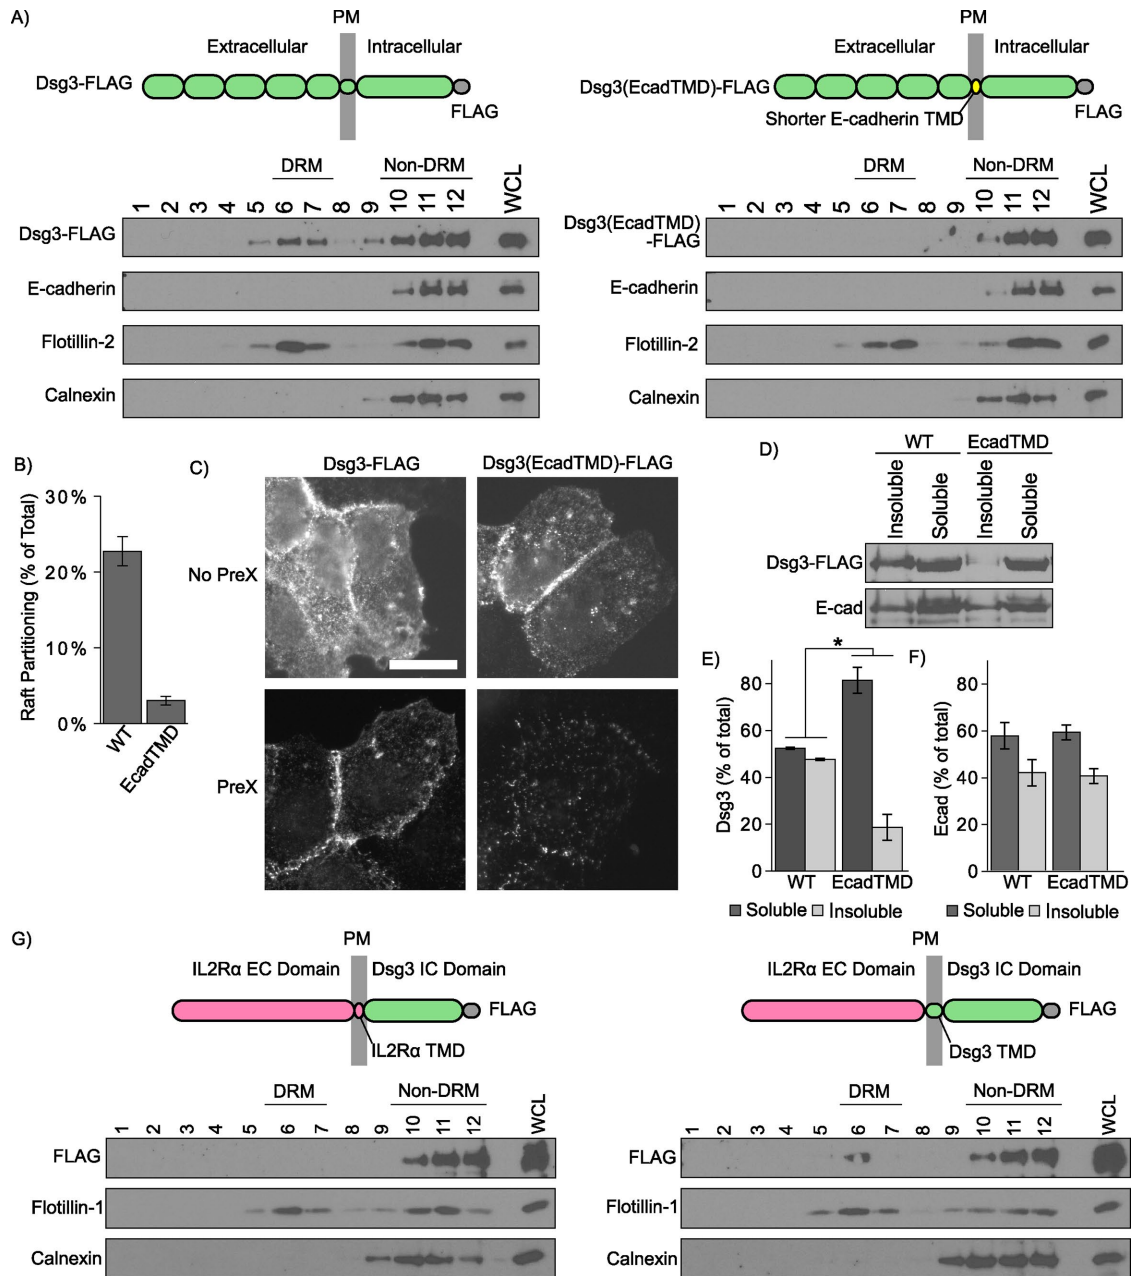 A)
PM
Extracellular Intracellular
Dsg3-FLAG
FLAG
DRM Non-DRM
1 2 3 4 5 6 7 8 9 10 11 12 WCL
Dsg3-FLAG
E-cadherin
Flotillin-2
Calnexin
PM
Extracellular Intracellular
Dsg3(EcadTMD)-FLAG
Shorter E-cadherin TMD
FLAG
DRM Non-DRM
1 2 3 4 5 6 7 8 9 10 11 12 WCL
Dsg3(EcadTMD)
-FLAG
E-cadherin
Flotillin-2
Calnexin
B)
Raft Partitioning (% of Total)
30%
20%
10%
0%
WT EcadTMD
C)
Dsg3-FLAG Dsg3(EcadTMD)-FLAG
No PreX
PreX
D)
WT EcadTMD
Insoluble Soluble Insoluble Soluble
Dsg3-FLAG
E-cad
E)
*
Dsg3 (% of total)
80
60
40
20
0
WT EcadTMD
Soluble Insoluble
F)
Ecad (% of total)
80
60
40
20
0
WT EcadTMD
Soluble Insoluble
G)
PM
IL2Rα EC Domain Dsg3 IC Domain
FLAG
IL2Rα TMD
DRM Non-DRM
1 2 3 4 5 6 7 8 9 10 11 12 WCL
FLAG
Flotillin-1
Calnexin
PM
IL2Rα EC Domain Dsg3 IC Domain
FLAG
Dsg3 TMD
DRM Non-DRM
1 2 3 4 5 6 7 8 9 10 11 12 WCL
FLAG
Flotillin-1
Calnexin